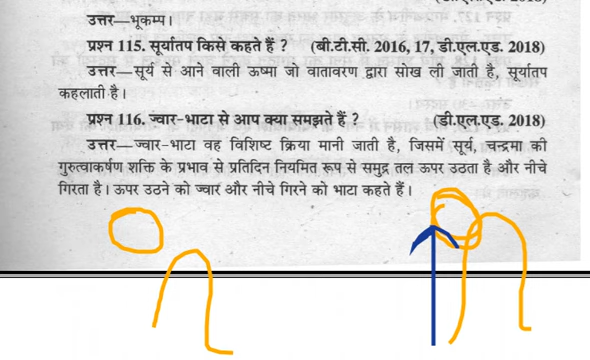 उत्तर—भूकम्प।
प्रश्न 115. सूर्यातप किसे कहते हैं ? (बी.टी.सी. 2016, 17, डी.एल.एड. 2018)
उत्तर—सूर्य से आने वाली ऊष्मा जो वातावरण द्वारा सोख ली जाती है, सूर्यातप
कहलाती है।
प्रश्न 116. ज्वार-भाटा से आप क्या समझते हैं ? (डी.एल.एड. 2018)
उत्तर—ज्वार-भाटा वह विशिष्ट क्रिया मानी जाती है, जिसमें सूर्य, चन्द्रमा की
गुरुत्वाकर्षण शक्ति के प्रभाव से प्रतिदिन नियमित रूप से समुद्र तल ऊपर उठता है और नीचे
गिरता है। ऊपर उठने को ज्वार और नीचे गिरने को भाटा कहते हैं।